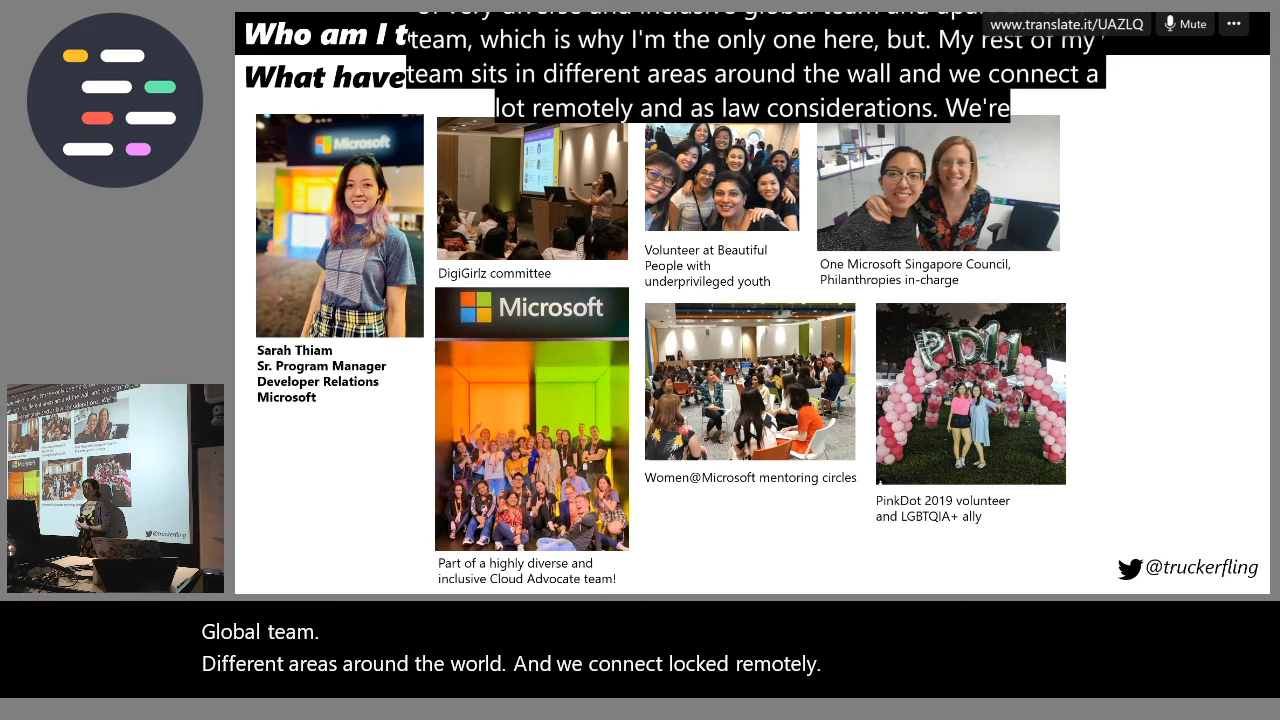 Who am I t
What have
of very diverse and inclusive global team and apart
team, which is why I'm the only one here, but. My rest of my
team sits in different areas around the wall and we connect a
lot remotely and as law considerations. We're
www.translate.it/UAZLQ
Mute
Microsoft
Sarah Thiam
Sr. Program Manager
Developer Relations
Microsoft
DigiGirlz committee
Microsoft
Part of a highly diverse and
inclusive Cloud Advocate team!
Volunteer at Beautiful
People with
underprivileged youth
One Microsoft Singapore Council,
Philanthropies in-charge
Women@Microsoft mentoring circles
PinkDot 2019 volunteer
and LGBTQIA+ ally
@truckerfling
Global team.
Different areas around the world. And we connect locked remotely.